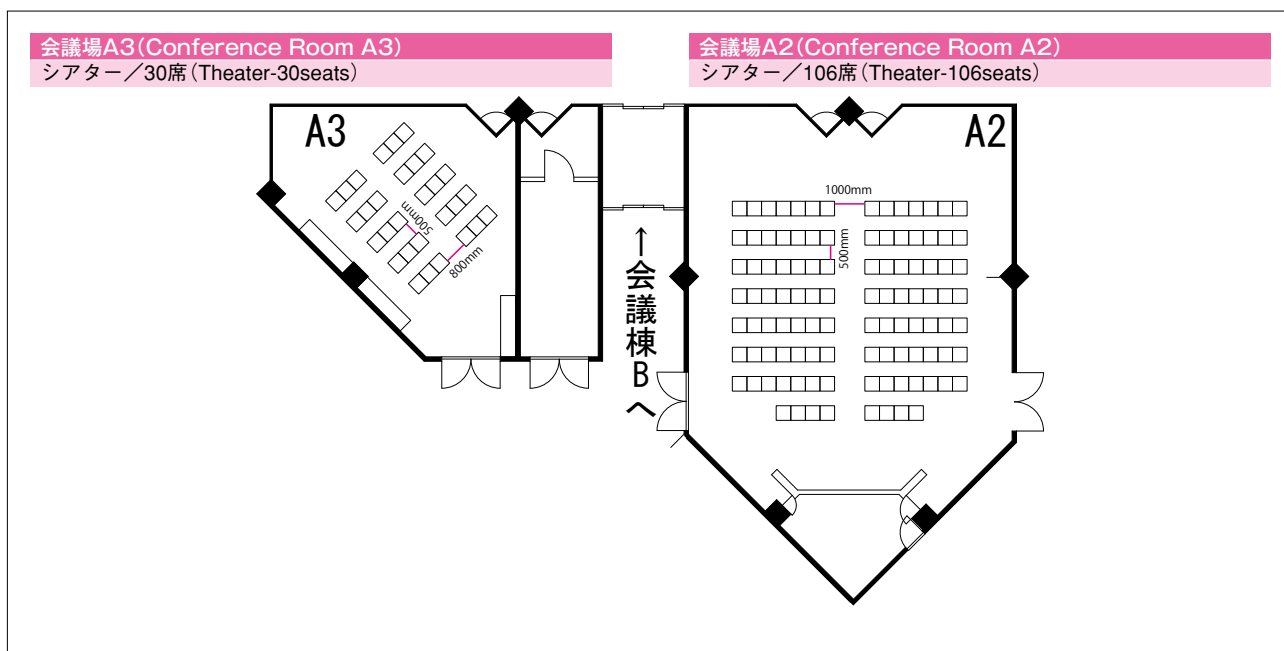 会議場A3(Conference Room A3)
シアター／30席(Theater-30seats)
会議場A2(Conference Room A2)
シアター／106席(Theater-106seats)
A3
500mm
800mm
←会議棟Bへ
A2
1000mm
500mm